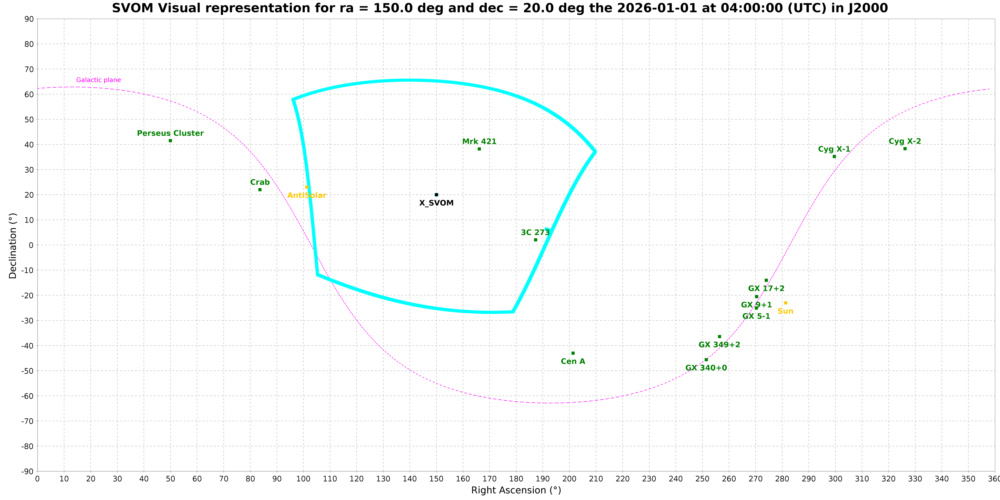 SVOM Visual representation for ra = 150.0 deg and dec = 20.0 deg the 2026-01-01 at 04:00:00 (UTC) in J2000
90
80
70
60
50
40
30
20
10
0
-10
-20
-30
-40
-50
-60
-70
-80
-90
Declination (°)
Galactic plane
Perseus Cluster
Mrk 421
Cyg X-2
Cyg X-1
Crab
AntiSolar
X_SVOM
3C 273
GX 17+2
GX 9+1
Sun
GX 5-1
GX 349+2
Cen A
GX 340+0
0 10 20 30 40 50 60 70 80 90 100 110 120 130 140 150 160 170 180 190 200 210 220 230 240 250 260 270 280 290 300 310 320 330 340 350 360
Right Ascension (°)